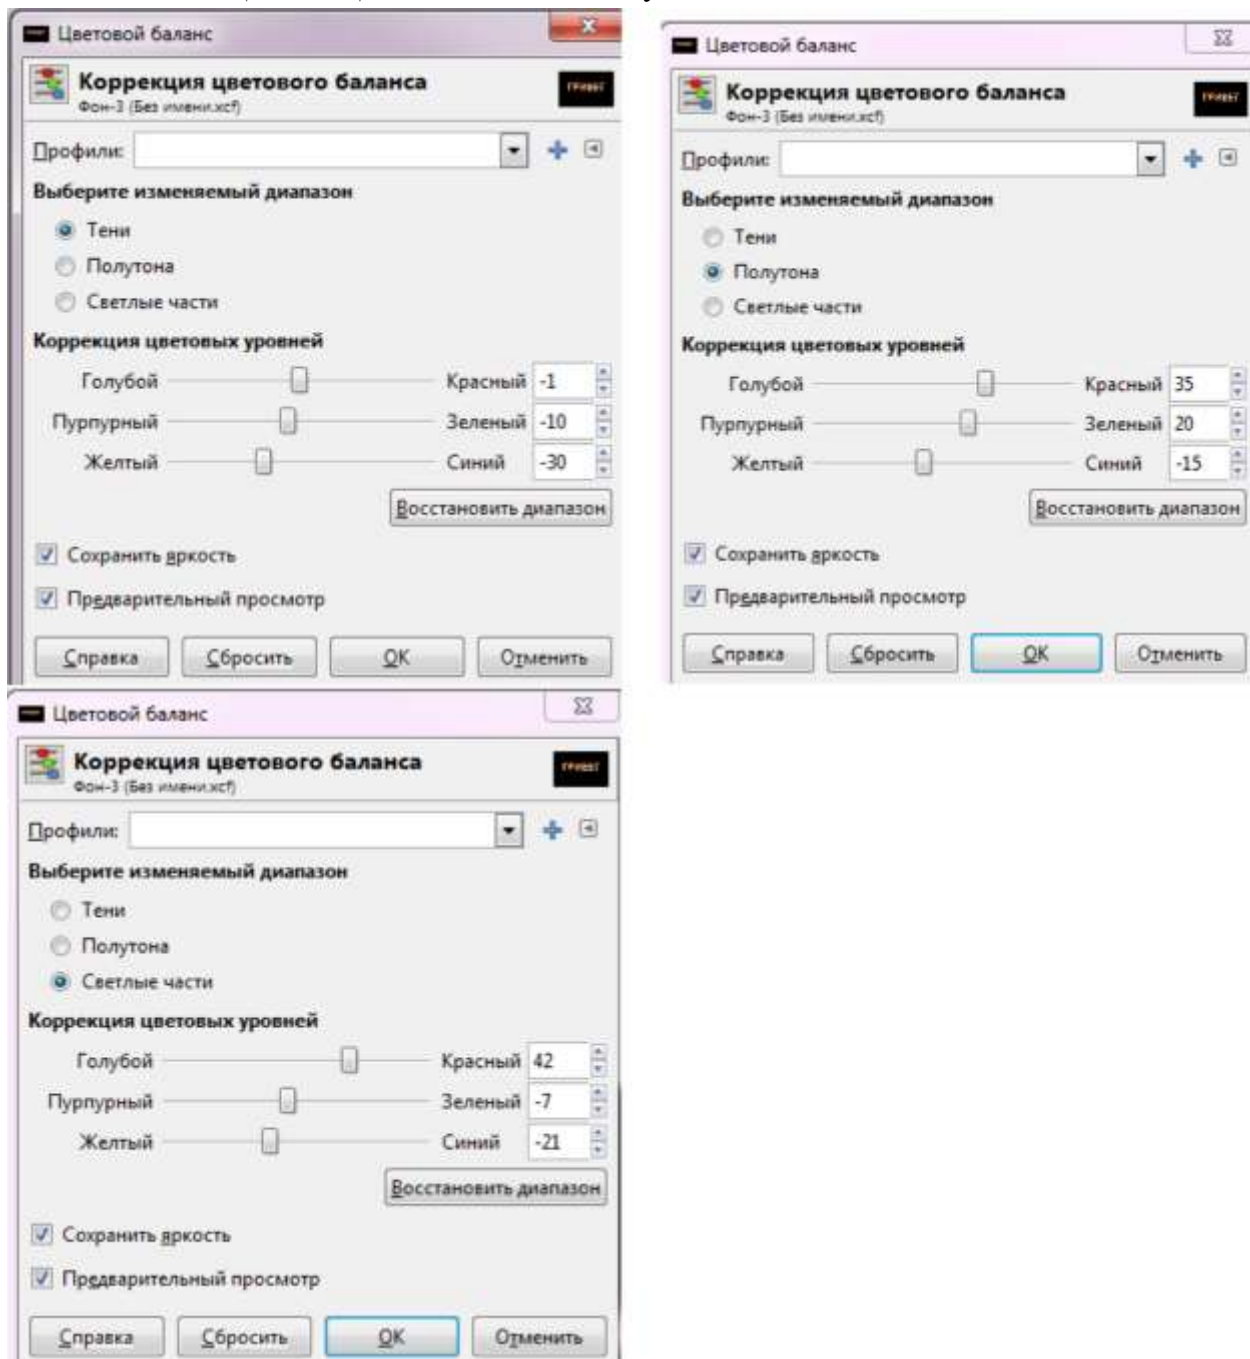 Цветовой баланс
Коррекция цветового баланса
Фон-3 (Без имени.xcf)
ПРИВЕТ
Профили:
Выберите изменяемый диапазон
Тени
Полутона
Светлые части
Коррекция цветовых уровней
Голубой Красный -1
Пурпурный Зеленый -10
Желтый Синий -30
Восстановить диапазон
Сохранить яркость
Предварительный просмотр
Справка Сбросить OK Отменить
Цветовой баланс
Коррекция цветового баланса
Фон-3 (Без имени.xcf)
ПРИВЕТ
Профили:
Выберите изменяемый диапазон
Тени
Полутона
Светлые части
Коррекция цветовых уровней
Голубой Красный 35
Пурпурный Зеленый 20
Желтый Синий -15
Восстановить диапазон
Сохранить яркость
Предварительный просмотр
Справка Сбросить OK Отменить
Цветовой баланс
Коррекция цветового баланса
Фон-3 (Без имени.xcf)
ПРИВЕТ
Профили:
Выберите изменяемый диапазон
Тени
Полутона
Светлые части
Коррекция цветовых уровней
Голубой Красный 42
Пурпурный Зеленый -7
Желтый Синий -21
Восстановить диапазон
Сохранить яркость
Предварительный просмотр
Справка Сбросить OK Отменить